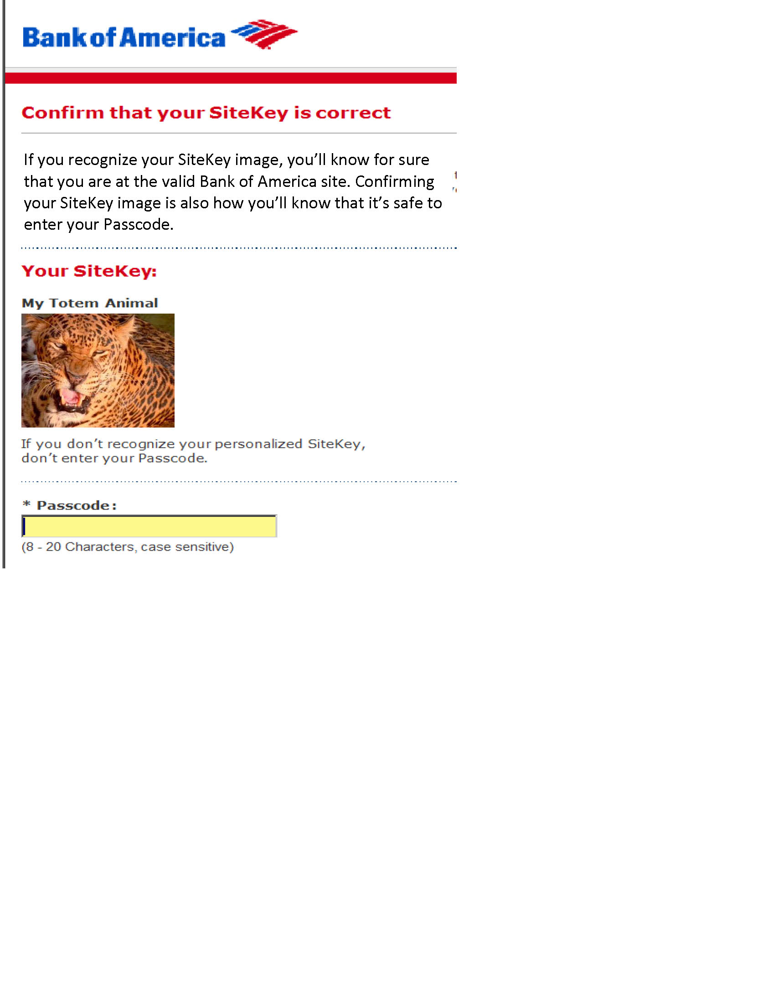 Bank of America
Confirm that your SiteKey is correct
If you recognize your SiteKey image, you’ll know for sure
that you are at the valid Bank of America site. Confirming
your SiteKey image is also how you’ll know that it’s safe to
enter your Passcode.
Your SiteKey:
My Totem Animal
If you don’t recognize your personalized SiteKey,
don’t enter your Passcode.
* Passcode:
(8 - 20 Characters, case sensitive)